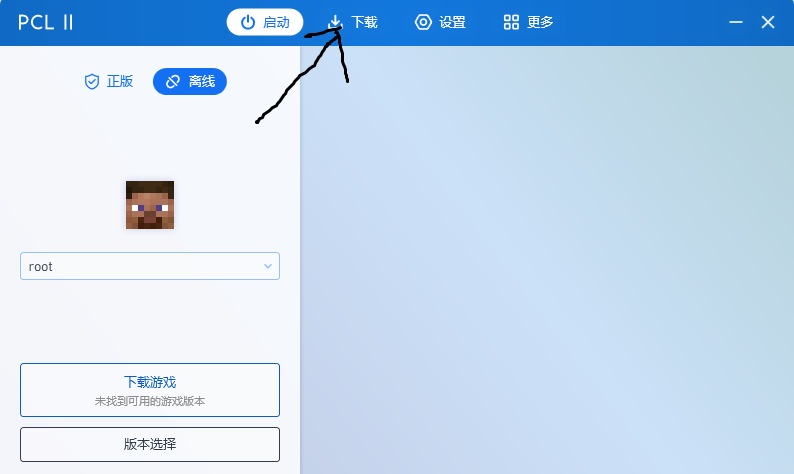 PCL II
启动
下载
设置
更多
正版
离线
root
下载游戏
未找到可用的游戏版本
版本选择